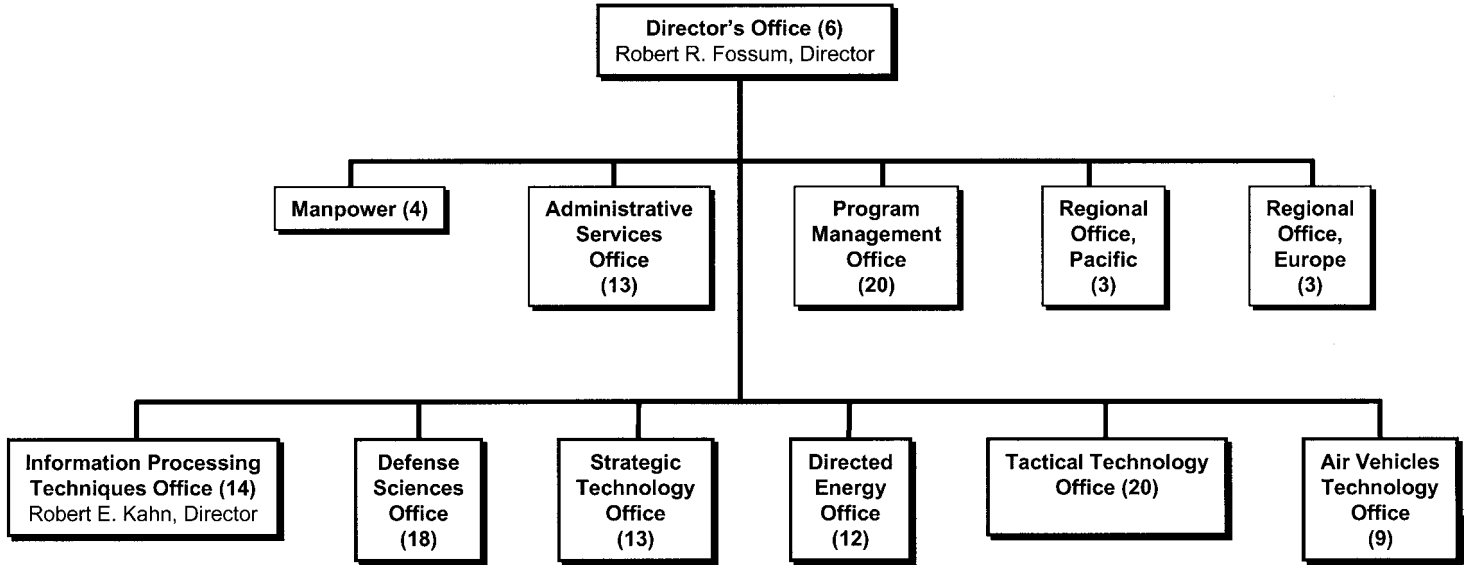 Director's Office (6)
Robert R. Fossum, Director
Manpower (4)
Administrative
Services
Office
(13)
Program
Management
Office
(20)
Regional
Office,
Pacific
(3)
Regional
Office,
Europe
(3)
Information Processing
Techniques Office (14)
Robert E. Kahn, Director
Defense
Sciences
Office
(18)
Strategic
Technology
Office
(13)
Directed
Energy
Office
(12)
Tactical Technology
Office (20)
Air Vehicles
Technology
Office
(9)